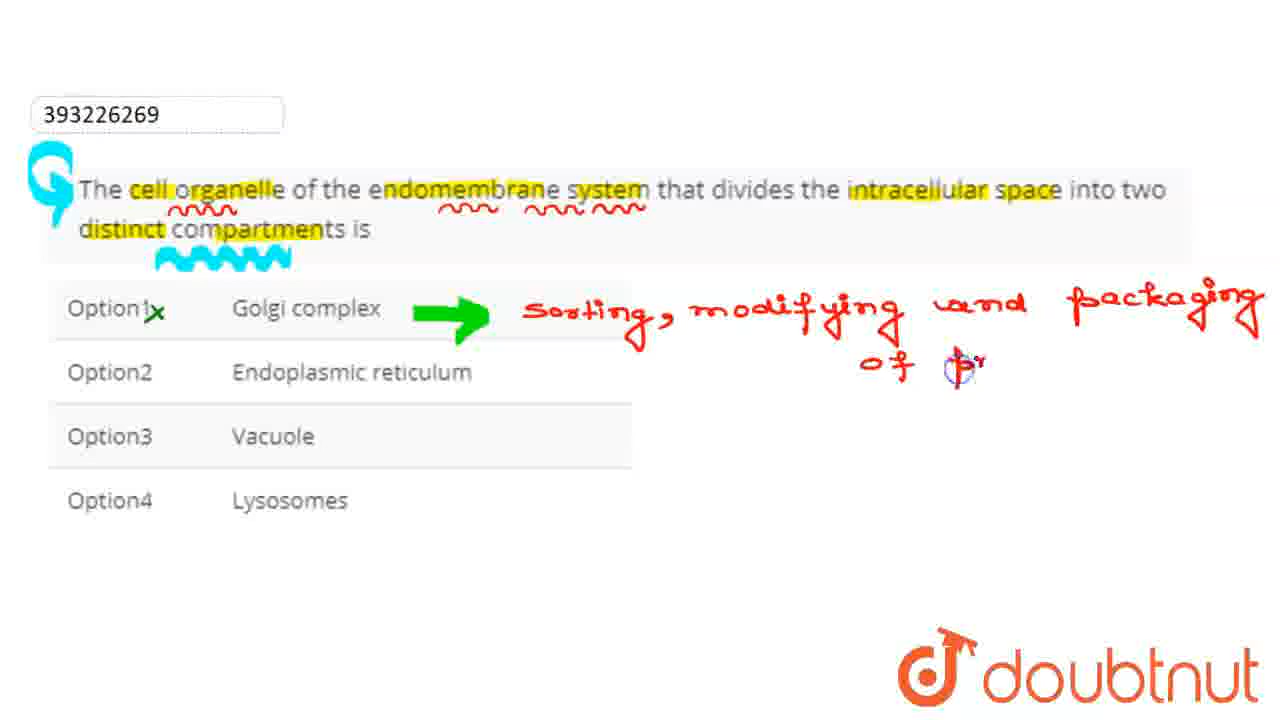 393226269
The cell organelle of the endomembrane system that divides the intracellular space into two
distinct compartments is
Option1 x Golgi complex sorting, modifying and packaging
of pr
Option2 Endoplasmic reticulum
Option3 Vacuole
Option4 Lysosomes
doubtnut